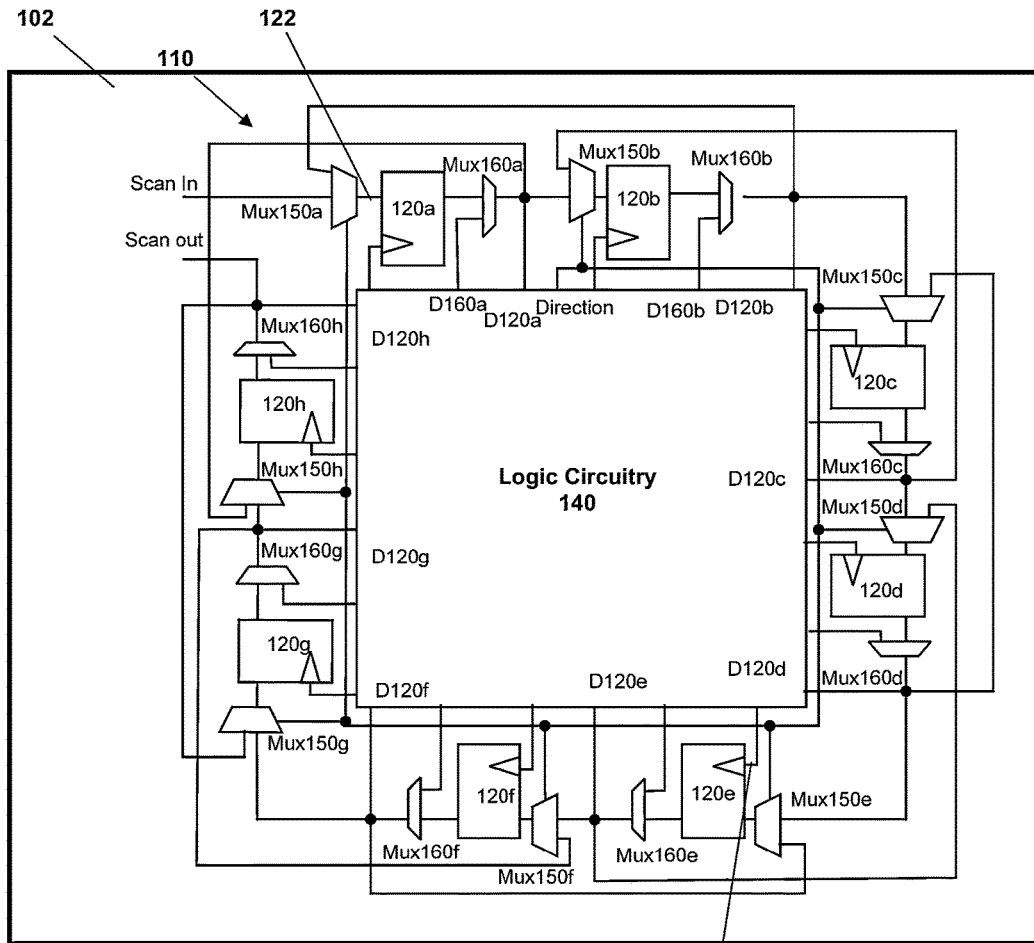 102
122
110
Mux160a
Mux150b
Mux160b
Scan In
Mux150a
120a
120b
Scan out
Mux150c
D160a
D120a
Direction
D160b
D120b
Mux160h
D120h
120c
120h
Logic Circuitry
140
Mux160c
D120c
Mux150h
Mux150d
Mux160g
D120g
120d
120g
D120f
D120e
D120d
Mux160d
Mux150g
120f
120e
Mux150e
Mux160f
Mux160e
Mux150f